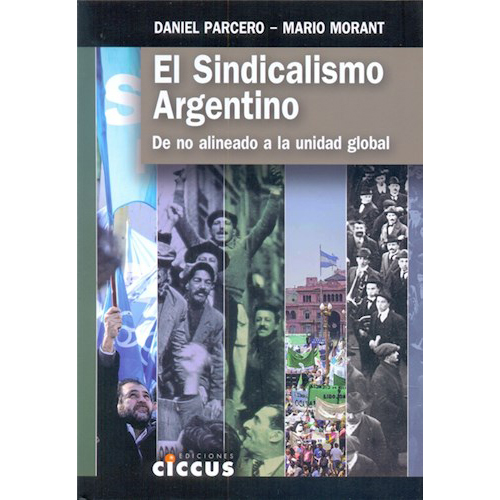 DANIEL PARCERO – MARIO MORANT
El Sindicalismo
Argentino
De no alineado a la unidad global
S
EDICIONES
CICCUS